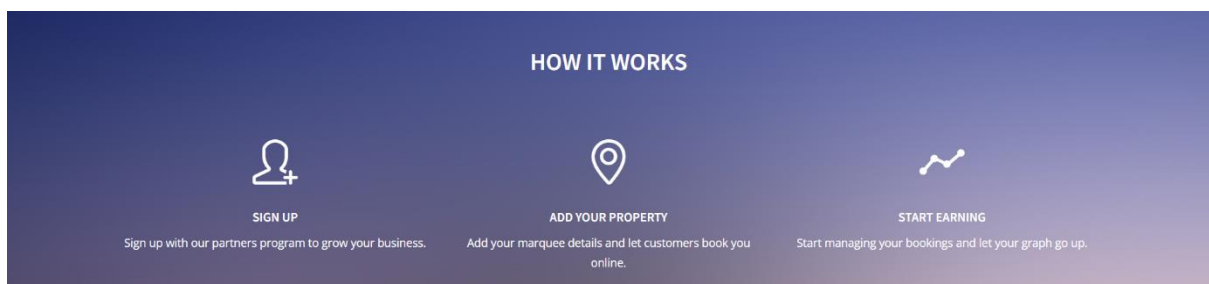 HOW IT WORKS
SIGN UP
Sign up with our partners program to grow your business.
ADD YOUR PROPERTY
Add your marquee details and let customers book you
online.
START EARNING
Start managing your bookings and let your graph go up.